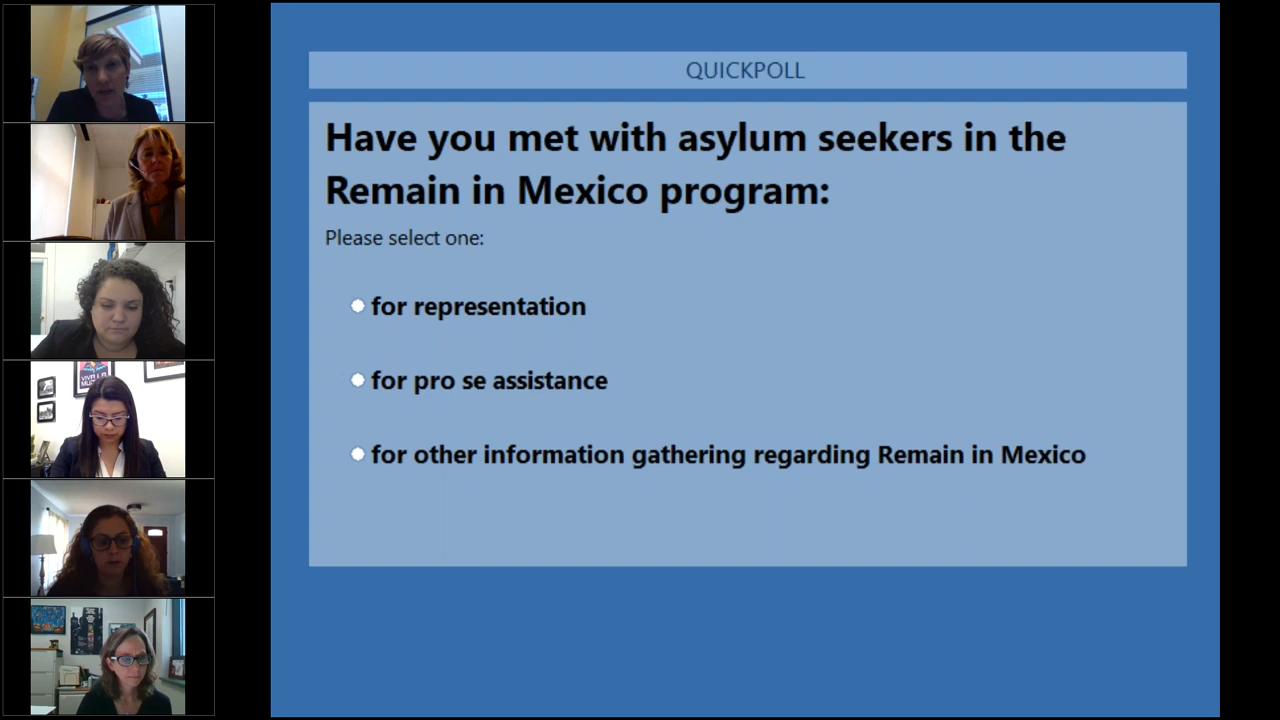 QUICKPOLL
Have you met with asylum seekers in the
Remain in Mexico program:
Please select one:
for representation
for pro se assistance
for other information gathering regarding Remain in Mexico